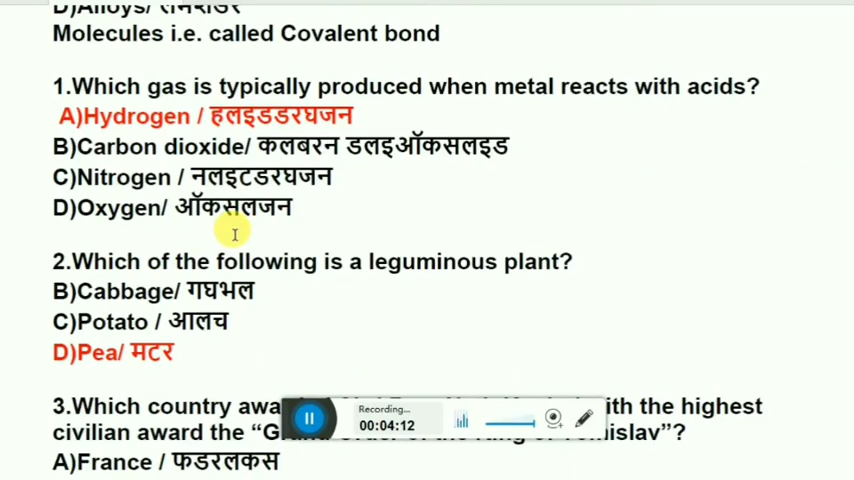 D)Alloys/
Molecules i.e. called Covalent bond
1.Which gas is typically produced when metal reacts with acids?
A)Hydrogen / हलइडडरघजन
B)Carbon dioxide/ कलबरन डलइऑकसलइड
C)Nitrogen / नलइटडरघजन
D)Oxygen/ ऑकसलजन
2.Which of the following is a leguminous plant?
B)Cabbage/ गघभल
C)Potato / आलच
D)Pea/ मटर
3.Which country ith the highest
civilian award the “G islav”?
A)France / फडरलकस
Recording...
00:04:12